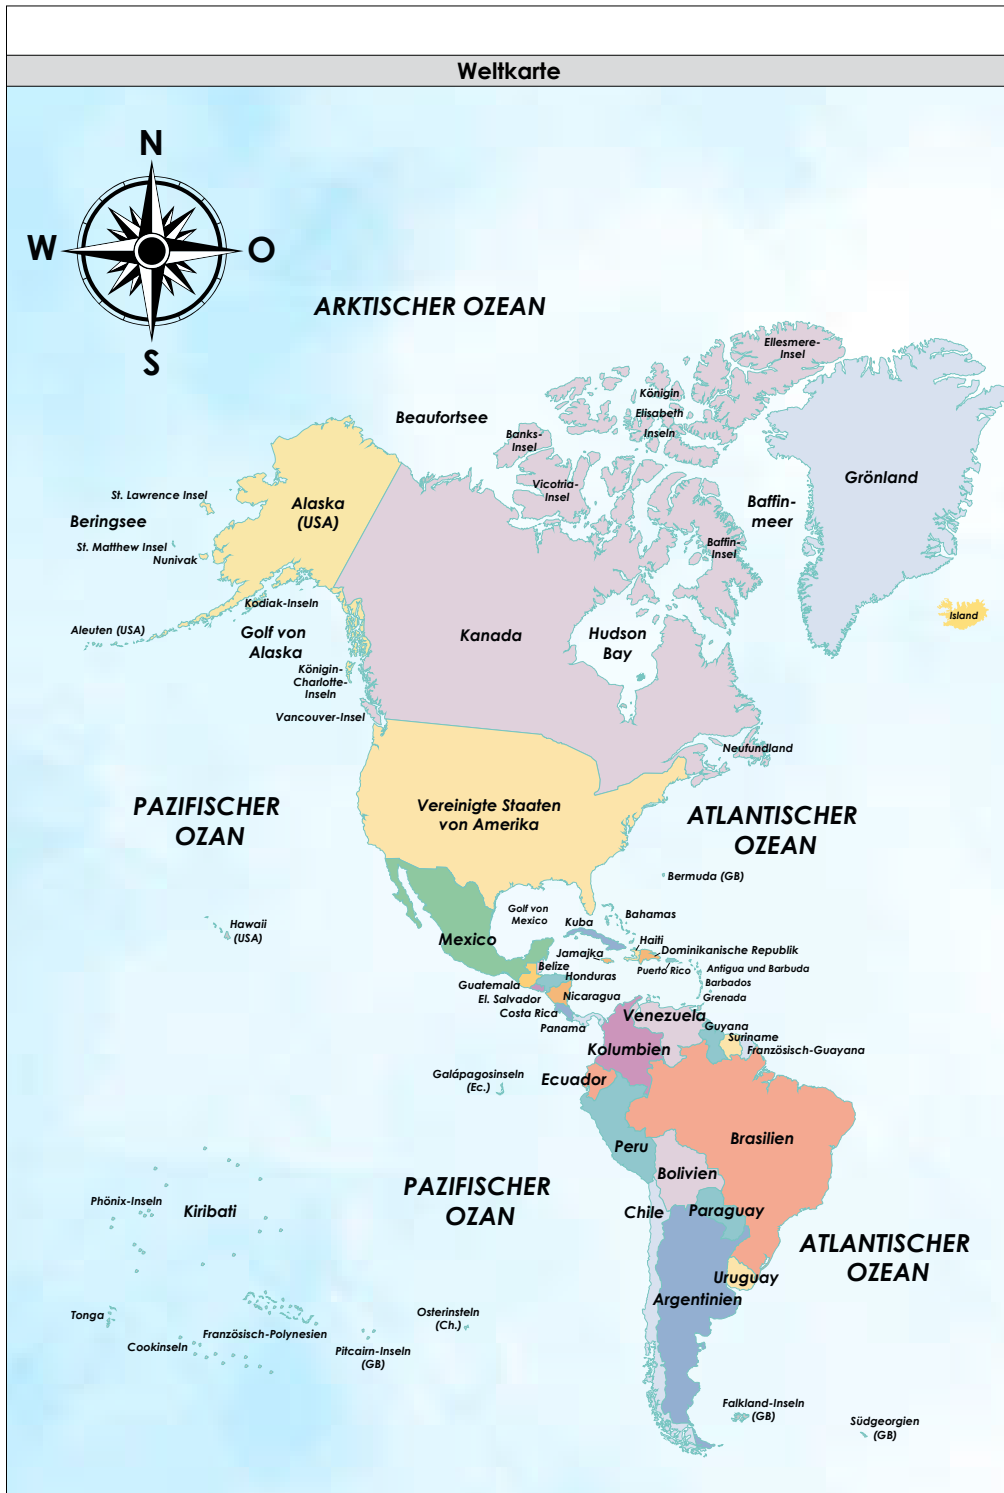 Weltkarte
N
W
O
S
ARKTISCHER OZEAN
Ellesmere-
Insel
Königin
Elisabeth
Inseln
Beaufortsee
Banks-
Insel
Vicotria-
Insel
Grönland
St. Lawrence Insel
Alaska
(USA)
Beringsee
Baffin-
meer
St. Matthew Insel
Nunivak
Baffin-
Insel
Kodiak-Inseln
Island
Aleuten (USA)
Golf von
Alaska
Kanada
Hudson
Bay
Königin-
Charlotte-
Inseln
Vancouver-Insel
Neufundland
PAZIFISCHER
OZAN
Vereinigte Staaten
von Amerika
ATLANTISCHER
OZEAN
Bermuda (GB)
Golf von
Mexico
Kuba
Bahamas
Hawaii
(USA)
Mexico
Haiti
Jamajka
Dominikanische Republik
Belize
Puerto Rico
Antigua und Barbuda
Honduras
Guatemala
Barbados
El. Salvador
Nicaragua
Grenada
Costa Rica
Panama
Venezuela
Guyana
Suriname
Französisch-Guayana
Kolumbien
Galápagosinseln
(Ec.)
Ecuador
Brasilien
Peru
Bolivien
PAZIFISCHER
OZAN
Phönix-Inseln
Kiribati
Chile
Paraguay
ATLANTISCHER
OZEAN
Uruguay
Argentinien
Tonga
Osterinsteln
(Ch.)
Französisch-Polynesien
Cookinseln
Pitcairn-Inseln
(GB)
Falkland-Inseln
(GB)
Südgeorgien
(GB)